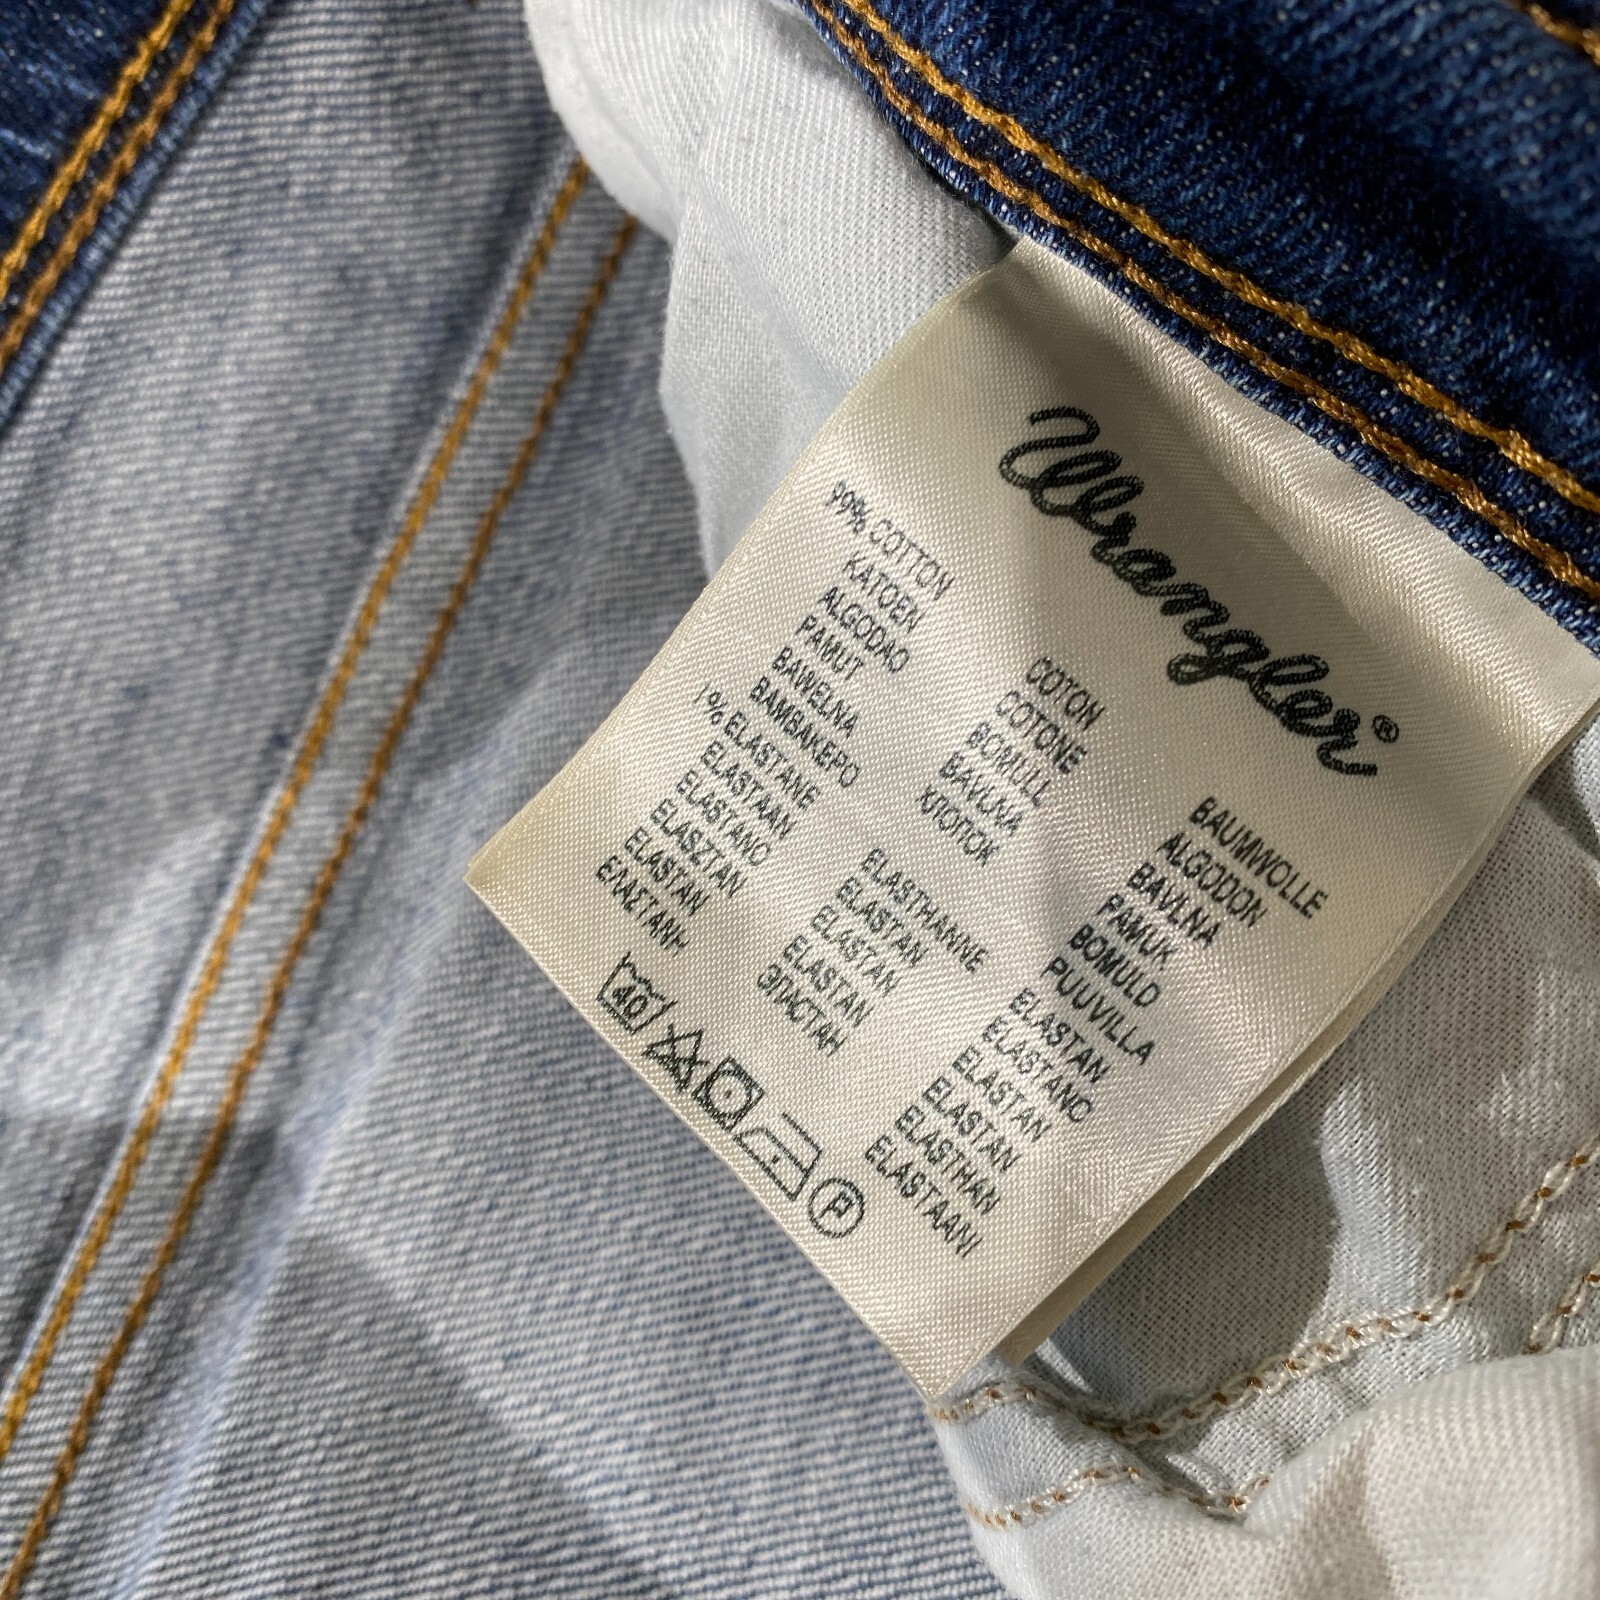 Wrangler®
99% COTTON COTON BAUMWOLLE
KATOEN COTONE ALGODON
ALGODAO BOMULL BAVLNA
PAMUT BAVLNA PAMUK
BAWELNA ХЛОПОК BOMULD
BAMBAKEPO PUUVILLA
1% ELASTANE ELASTHANNE ELASTAN
ELASTAAN ELASTAN ELASTANO
ELASTANO ELASTAN ELASTAN
ELASZTAN ELASTAN ELASTAN
ELASTAN ЭЛАСТАН ELASTHAN
ΕΛΑΣΤΑΝΗ ELASTAANI
40
P